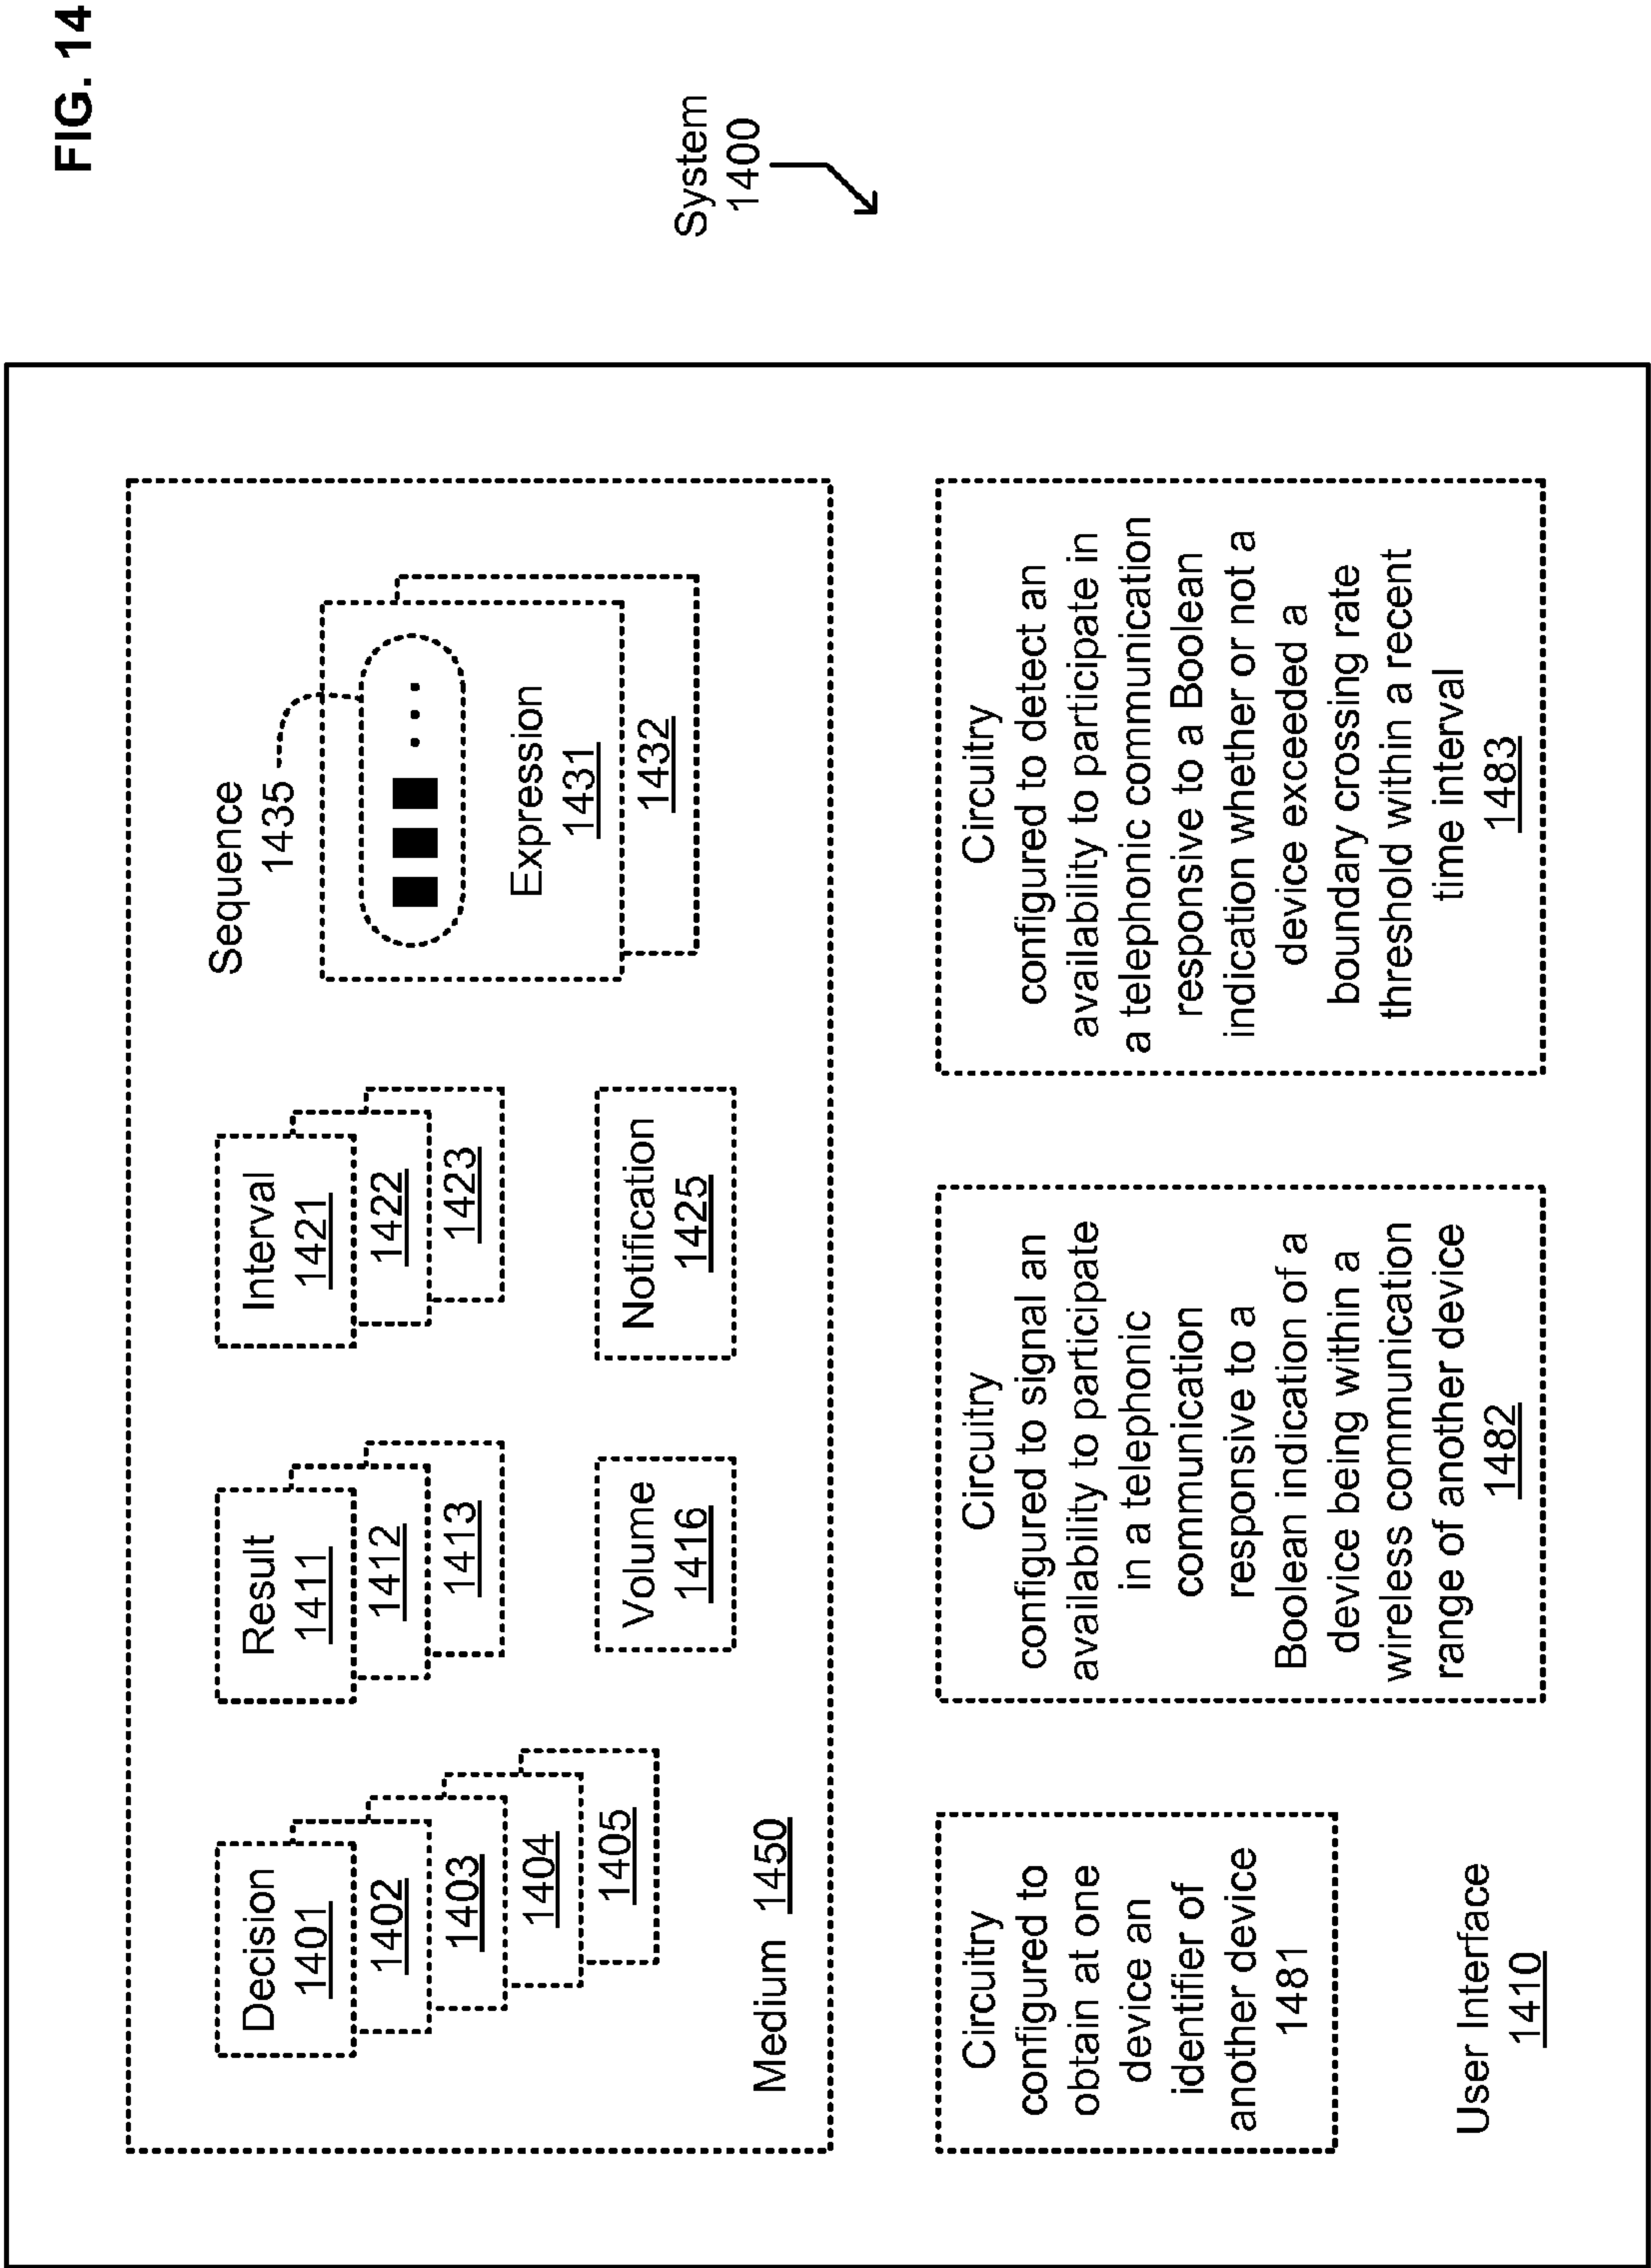 FIG. 14
System
1400
Decision
1401
1402
1403
1404
1405
Result
1411
1412
1413
Interval
1421
1422
1423
Sequence
1435
Expression
1431
1432
Volume
1416
Notification
1425
Medium 1450
Circuitry
configured to
obtain at one
device an
identifier of
another device
1481
Circuitry
configured to signal an
availability to participate
in a telephonic
communication
responsive to a
Boolean indication of a
device being within a
wireless communication
range of another device
1482
Circuitry
configured to detect an
availability to participate in
a telephonic communication
responsive to a Boolean
indication whether or not a
device exceeded a
boundary crossing rate
threshold within a recent
time interval
1483
User Interface
1410